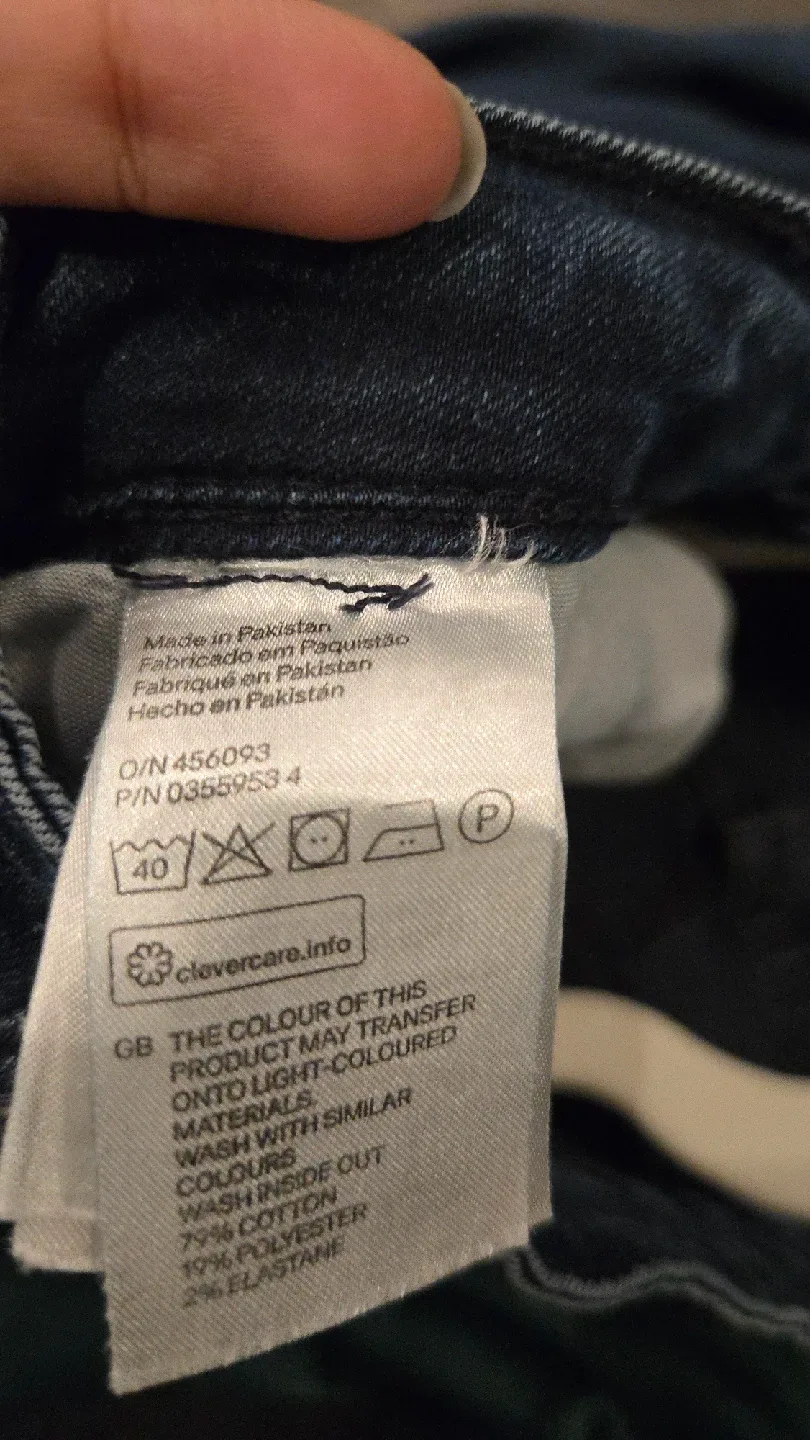 Made in Pakistan
Fabricado em Paquistão
Fabriqué en Pakistan
Hecho en Pakistán
O/N 456093
P/N 0355953 4
40 P
clevercare.info
GB THE COLOUR OF THIS
PRODUCT MAY TRANSFER
ONTO LIGHT-COLOURED
MATERIALS.
WASH WITH SIMILAR
COLOURS
WASH INSIDE OUT
79% COTTON
19% POLYESTER
2% ELASTANE